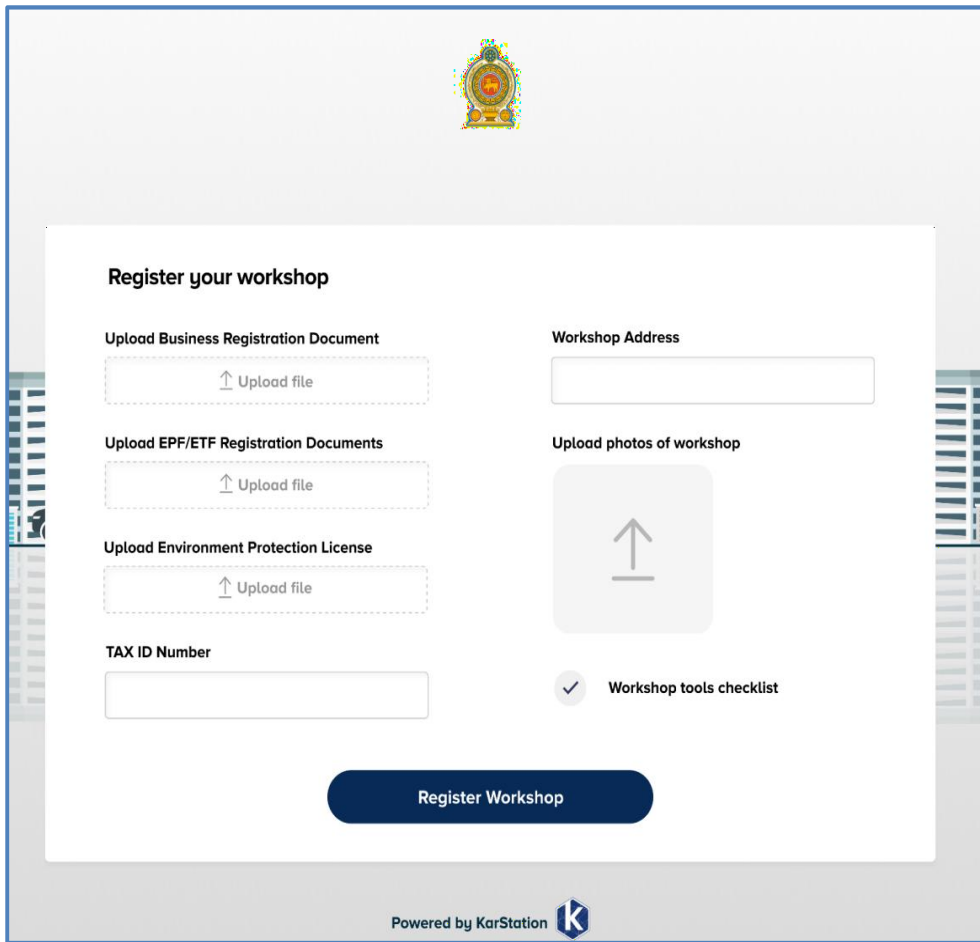 Register your workshop
Upload Business Registration Document
Upload file
Upload EPF/ETF Registration Documents
Upload file
Upload Environment Protection License
Upload file
TAX ID Number
Workshop Address
Upload photos of workshop
Workshop tools checklist
Register Workshop
Powered by KarStation K